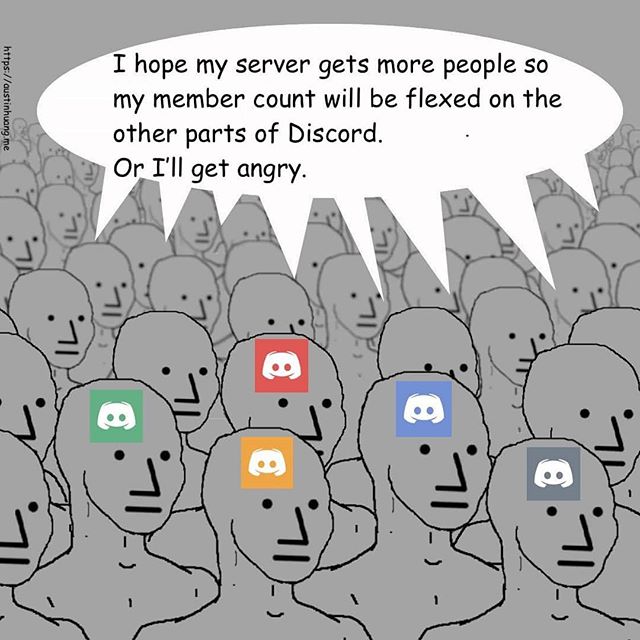 I hope my server gets more people so
my member count will be flexed on the
other parts of Discord.
Or I'll get angry.
https://austinhuang.me